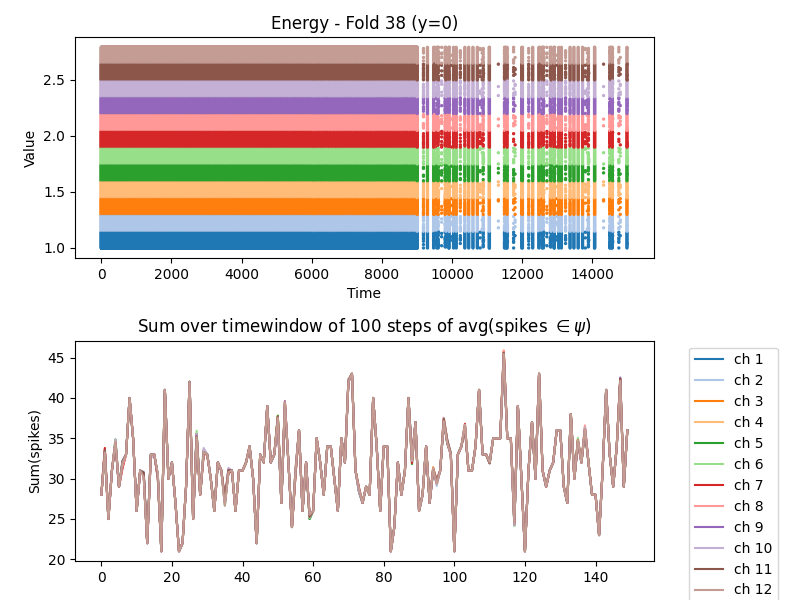 Energy - Fold 38 (y=0)
Value
2.5
2.0
1.5
1.0
0 2000 4000 6000 8000 10000 12000 14000
Time
Sum over timewindow of 100 steps of avg(spikes ∈ ψ)
Sum(spikes)
45
40
35
30
25
20
0 20 40 60 80 100 120 140
ch 1
ch 2
ch 3
ch 4
ch 5
ch 6
ch 7
ch 8
ch 9
ch 10
ch 11
ch 12